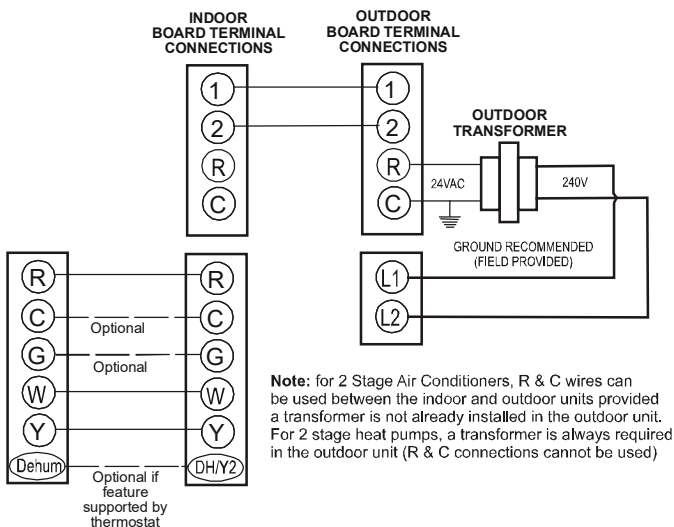 INDOOR
BOARD TERMINAL
CONNECTIONS
OUTDOOR
BOARD TERMINAL
CONNECTIONS
1
2
R
C
1
2
R
C
OUTDOOR
TRANSFORMER
24VAC
240V
GROUND RECOMMENDED
(FIELD PROVIDED)
L1
L2
R
R
C
Optional
C
G
Optional
G
W
W
Y
Y
Dehum
DH/Y2
Optional if
feature
supported by
thermostat
Note: for 2 Stage Air Conditioners, R & C wires can
be used between the indoor and outdoor units provided
a transformer is not already installed in the outdoor unit.
For 2 stage heat pumps, a transformer is always required
in the outdoor unit (R & C connections cannot be used)